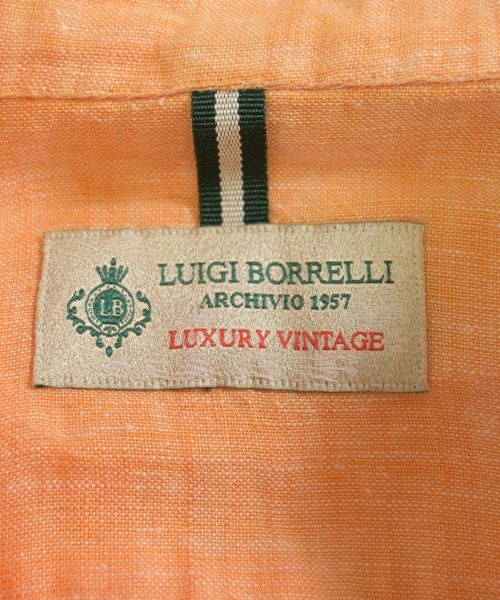 LB
LUIGI BORRELLI
ARCHIVIO 1957
LUXURY VINTAGE